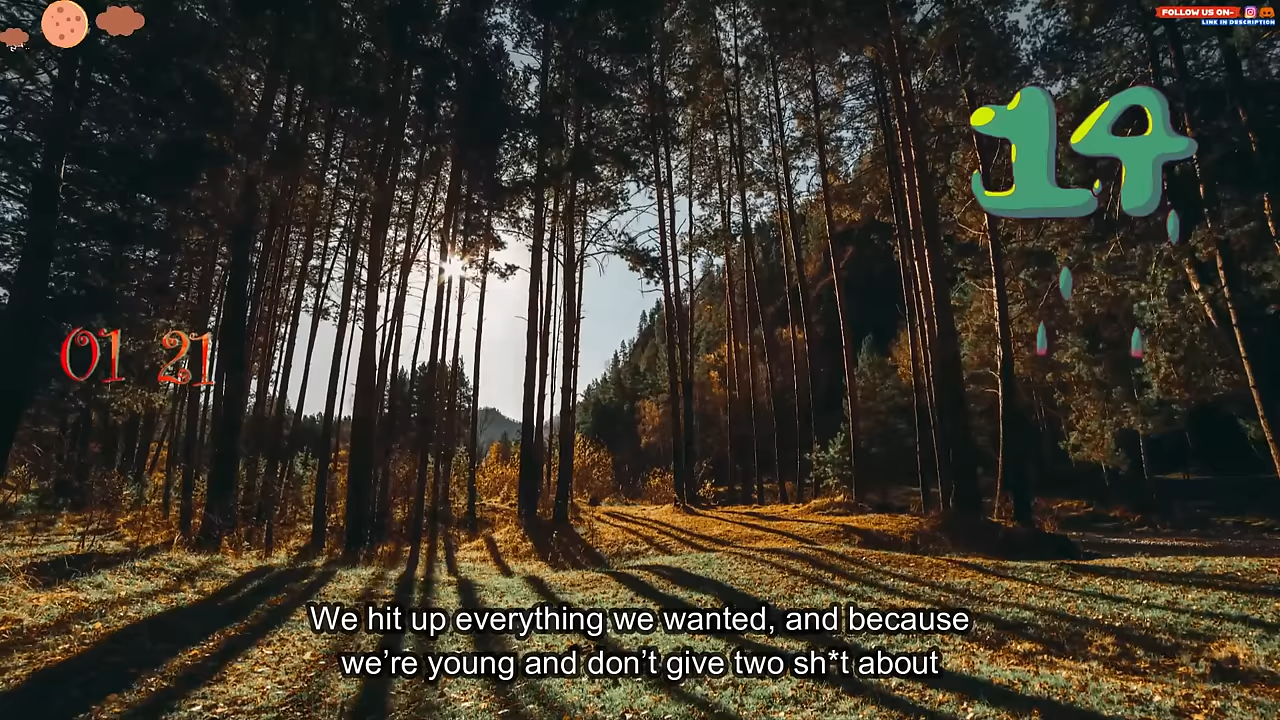 FOLLOW US ON-
LINK IN DESCRIPTION
14
01 21
We hit up everything we wanted, and because
we're young and don't give two sh*t about